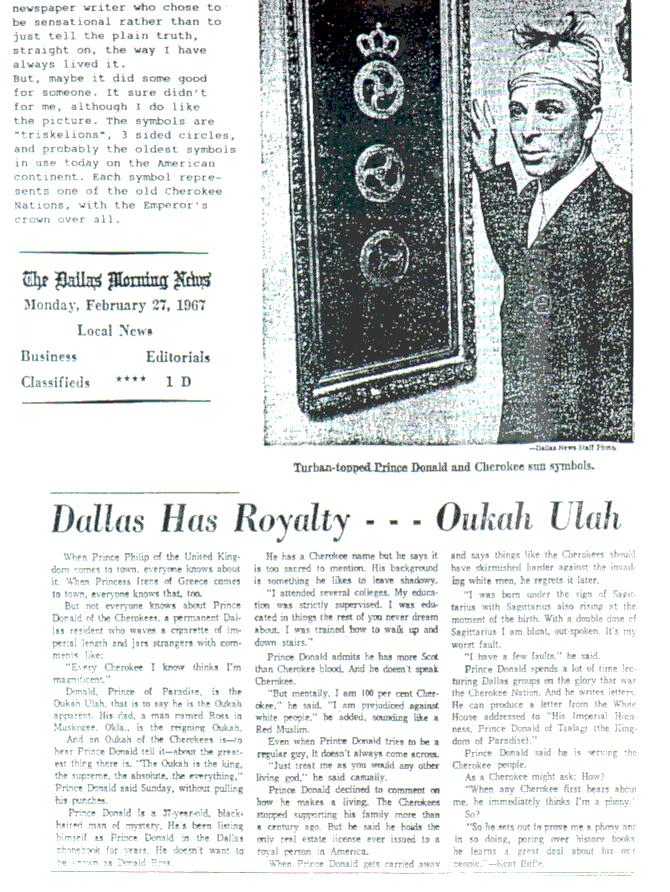 newspaper writer who chose to
be sensational rather than to
just tell the plain truth,
straight on, the way I have
always lived it.
But, maybe it did some good
for someone. It sure didn't
for me, although I do like
the picture. The symbols are
"triskelions", 3 sided circles,
and probably the oldest symbols
in use today on the American
continent. Each symbol repre-
sents one of the old Cherokee
Nations, with the Emperor's
crown over all.
The Dallas Morning News
Monday, February 27, 1967
Local News
Business Editorials
Classifieds **** 1 D
—Dallas News Staff Photo.
Turban-topped Prince Donald and Cherokee sun symbols.
Dallas Has Royalty - - - Oukah Ulah
When Prince Philip of the United King-
dom comes to town, everyone knows about
it. When Princess Irene of Greece comes
to town, everyone knows that, too.
But not everyone knows about Prince
Donald of the Cherokees, a permanent Dal-
las resident who waves a cigarette of im-
perial length and jars strangers with com-
ments like:
"Every Cherokee I know thinks I'm
magnificent."
Donald, Prince of Paradise, is the
Oukah Ulah, that is to say he is the Oukah
apparent. His dad, a man named Ross in
Muskogee, Okla., is the reigning Oukah.
And an Oukah of the Cherokees is—to
hear Prince Donald tell it—about the great-
est thing there is. "The Oukah is the king,
the supreme, the absolute, the everything,"
Prince Donald said Sunday, without pulling
his punches.
Prince Donald is a 37-year-old, black-
haired man of mystery. He's been listing
himself as Prince Donald in the Dallas
phonebook for years. He doesn't want to
be known as Donald Ross.
He has a Cherokee name but he says it
is too sacred to mention. His background
is something he likes to leave shadowy.
"I attended several colleges. My educa-
tion was strictly supervised. I was edu-
cated in things the rest of you never dream
about. I was trained how to walk up and
down stairs."
Prince Donald admits he has more Scot
than Cherokee blood. And he doesn't speak
Cherokee.
"But mentally, I am 100 per cent Cher-
okee," he said. "I am prejudiced against
white people," he added, sounding like a
Red Muslim.
Even when Prince Donald tries to be a
regular guy, it doesn't always come across.
"Just treat me as you would any other
living god," he said casually.
Prince Donald declined to comment on
how he makes a living. The Cherokees
stopped supporting his family more than
a century ago. But he said he holds the
only real estate license ever issued to a
royal person in America.
When Prince Donald gets carried away
and says things like the Cherokees should
have skirmished harder against the invad-
ing white men, he regrets it later.
"I was born under the sign of Sagit-
tarius with Sagittarius also rising at the
moment of the birth. With a double dose of
Sagittarius I am blunt, out-spoken. It's my
worst fault.
"I have a few faults," he said.
Prince Donald spends a lot of time lec-
turing Dallas groups on the glory that was
the Cherokee Nation. And he writes letters.
He can produce a letter from the White
House addressed to "His Imperial High-
ness, Prince Donald of Tsalagi (the King-
dom of Paradise)."
Prince Donald said he is serving the
Cherokee people.
As a Cherokee might ask: How?
"When any Cherokee first hears about
me, he immediately thinks I'm a phony."
So?
"So he sets out to prove me a phony and
in so doing, poring over history books
he learns a great deal about his own
people."—Kent Biffle.